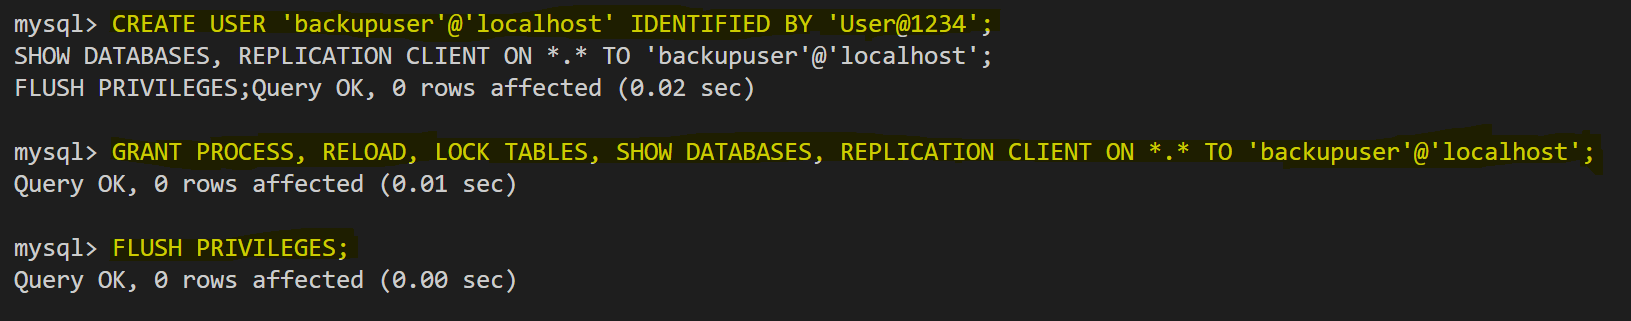 mysql> CREATE USER 'backupuser'@'localhost' IDENTIFIED BY 'User@1234';
SHOW DATABASES, REPLICATION CLIENT ON *.* TO 'backupuser'@'localhost';
FLUSH PRIVILEGES;Query OK, 0 rows affected (0.02 sec)
mysql> GRANT PROCESS, RELOAD, LOCK TABLES, SHOW DATABASES, REPLICATION CLIENT ON *.* TO 'backupuser'@'localhost';
Query OK, 0 rows affected (0.01 sec)
mysql> FLUSH PRIVILEGES;
Query OK, 0 rows affected (0.00 sec)